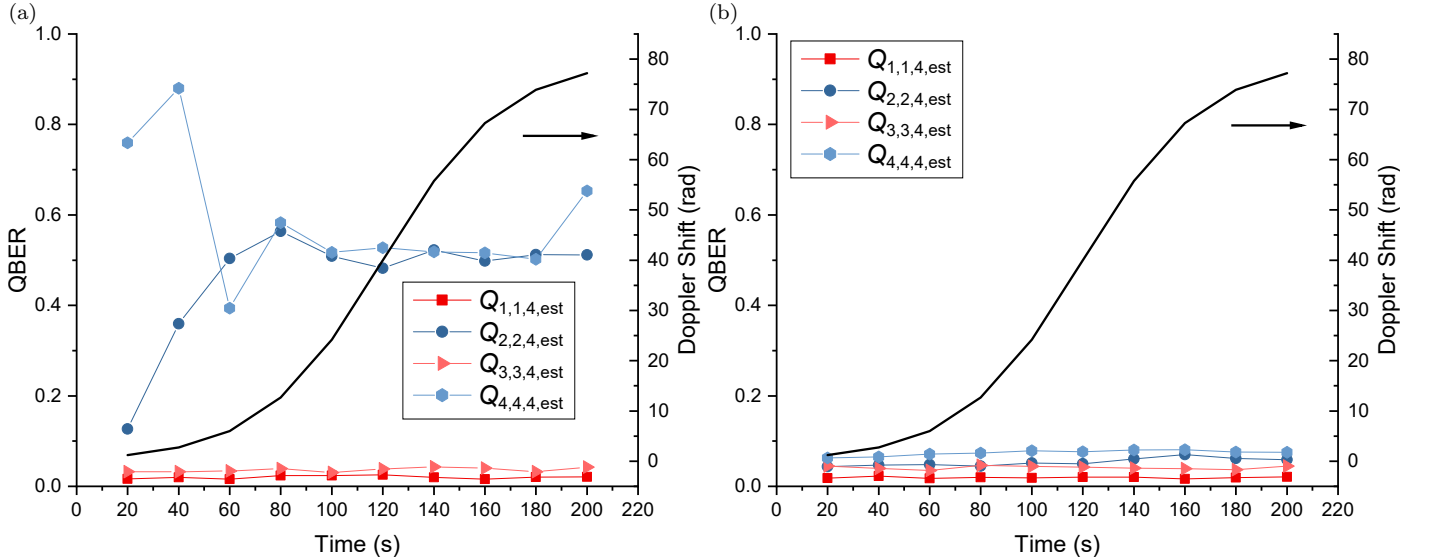 (a)
1.0
0.8
0.6
0.4
0.2
0.0
QBER
0 20 40 60 80 100 120 140 160 180 200 220
Time (s)
80
70
60
50
40
30
20
10
0
Doppler Shift (rad)
Q1,1,4,est
Q2,2,4,est
Q3,3,4,est
Q4,4,4,est
(b)
1.0
0.8
0.6
0.4
0.2
0.0
QBER
0 20 40 60 80 100 120 140 160 180 200 220
Time (s)
80
70
60
50
40
30
20
10
0
Doppler Shift (rad)
Q1,1,4,est
Q2,2,4,est
Q3,3,4,est
Q4,4,4,est